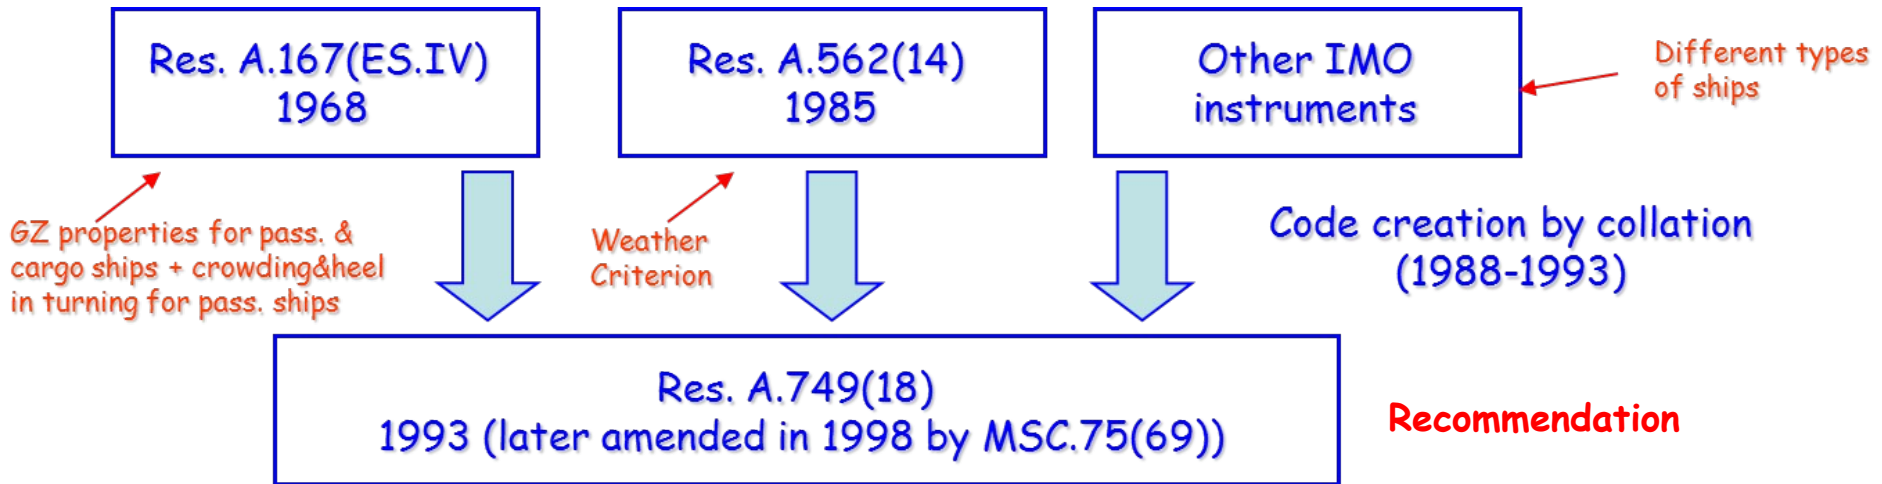 Res. A.167(ES.IV)
1968
Res. A.562(14)
1985
Other IMO
instruments
Different types
of ships
GZ properties for pass. &
cargo ships + crowding&heel
in turning for pass. ships
Weather
Criterion
Code creation by collation
(1988-1993)
Res. A.749(18)
1993 (later amended in 1998 by MSC.75(69))
Recommendation